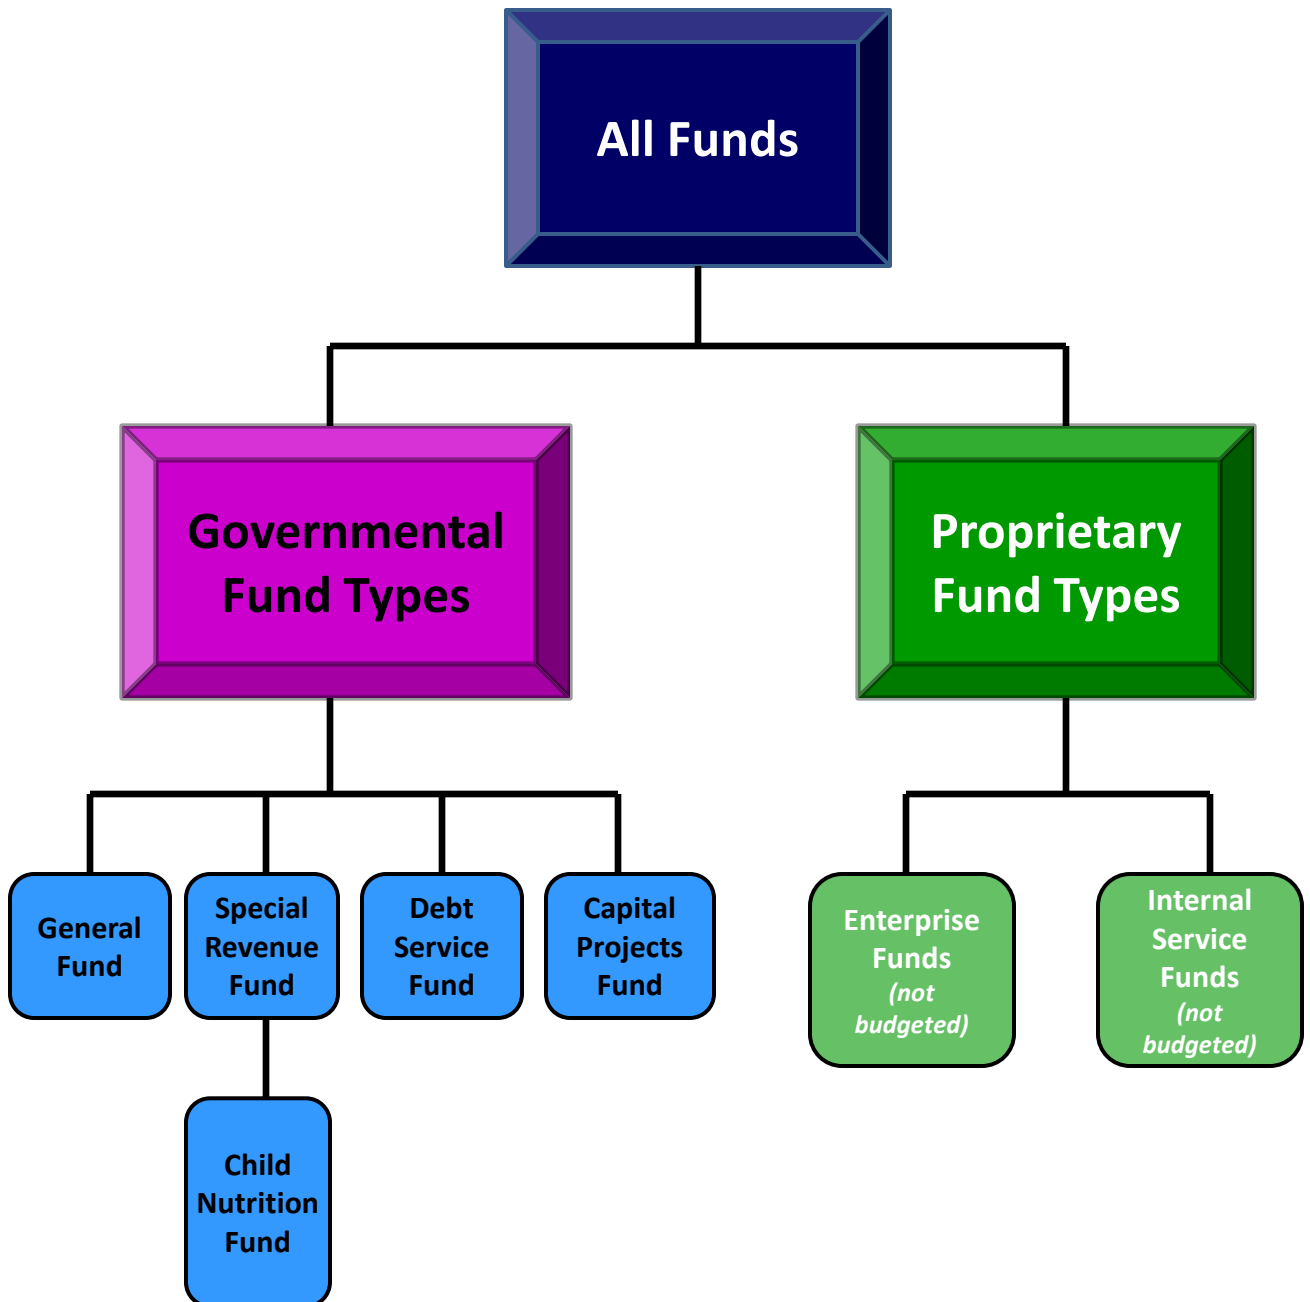 All Funds
Governmental
Fund Types
Proprietary
Fund Types
General
Fund
Special
Revenue
Fund
Debt
Service
Fund
Capital
Projects
Fund
Enterprise
Funds
(not
budgeted)
Internal
Service
Funds
(not
budgeted)
Child
Nutrition
Fund